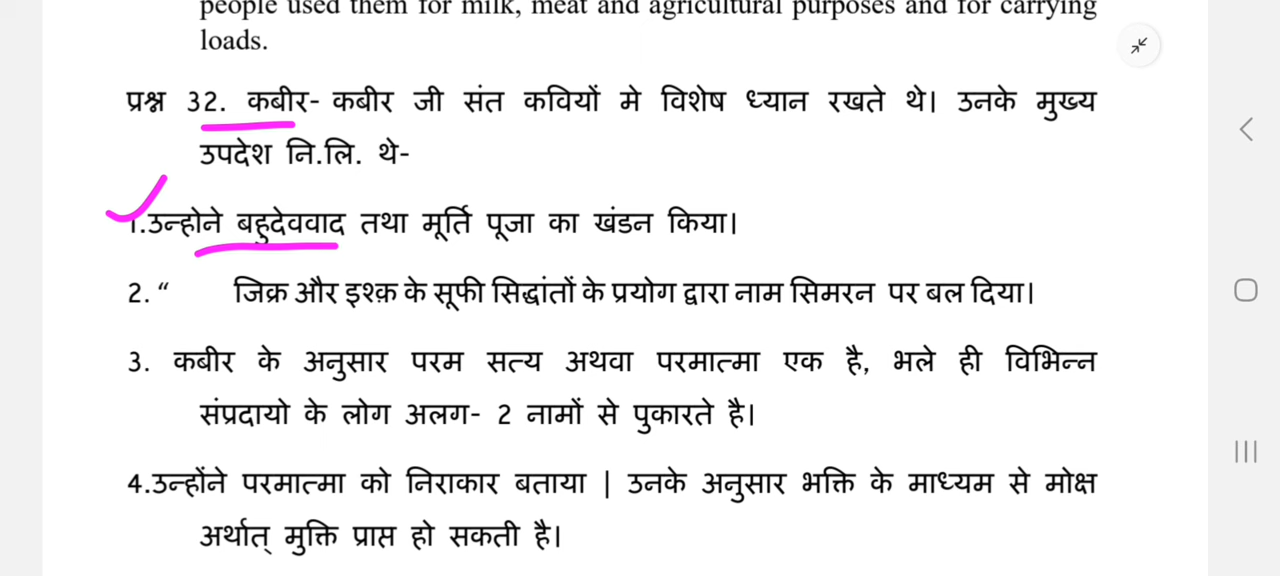 people used them for milk, meat and agricultural purposes and for carrying
loads.
प्रश्न 32. कबीर- कबीर जी संत कवियों मे विशेष ध्यान रखते थे। उनके मुख्य
उपदेश नि.लि. थे-
1.उन्होने बहुदेववाद तथा मूर्ति पूजा का खंडन किया।
2. “ जिक्र और इश्क़ के सूफी सिद्धांतों के प्रयोग द्वारा नाम सिमरन पर बल दिया।
3. कबीर के अनुसार परम सत्य अथवा परमात्मा एक है, भले ही विभिन्न
संप्रदायो के लोग अलग- 2 नामों से पुकारते है।
4.उन्होंने परमात्मा को निराकार बताया | उनके अनुसार भक्ति के माध्यम से मोक्ष
अर्थात् मुक्ति प्राप्त हो सकती है।